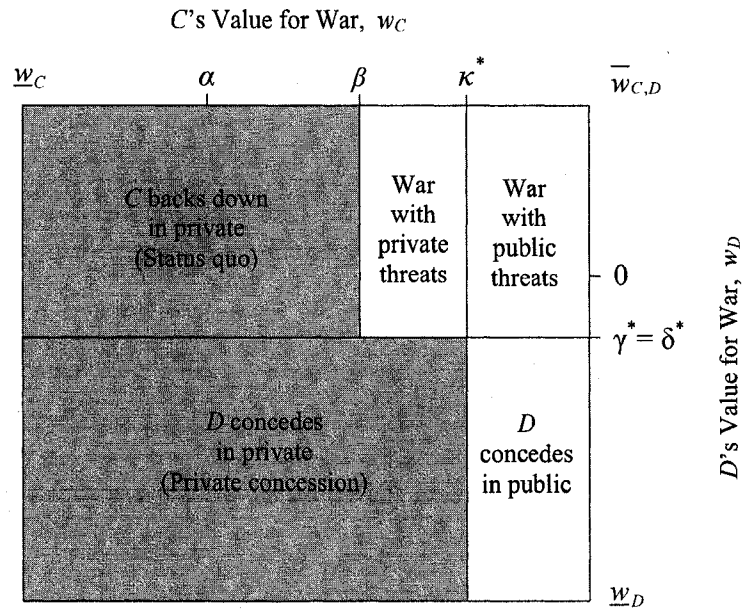 C's Value for War, w_C
w_C α β κ* w_C,D
C backs down
in private
(Status quo)
War
with
private
threats
War
with
public
threats
0
γ* = δ*
D's Value for War, w_D
D concedes
in private
(Private concession)
D
concedes
in public
w_D